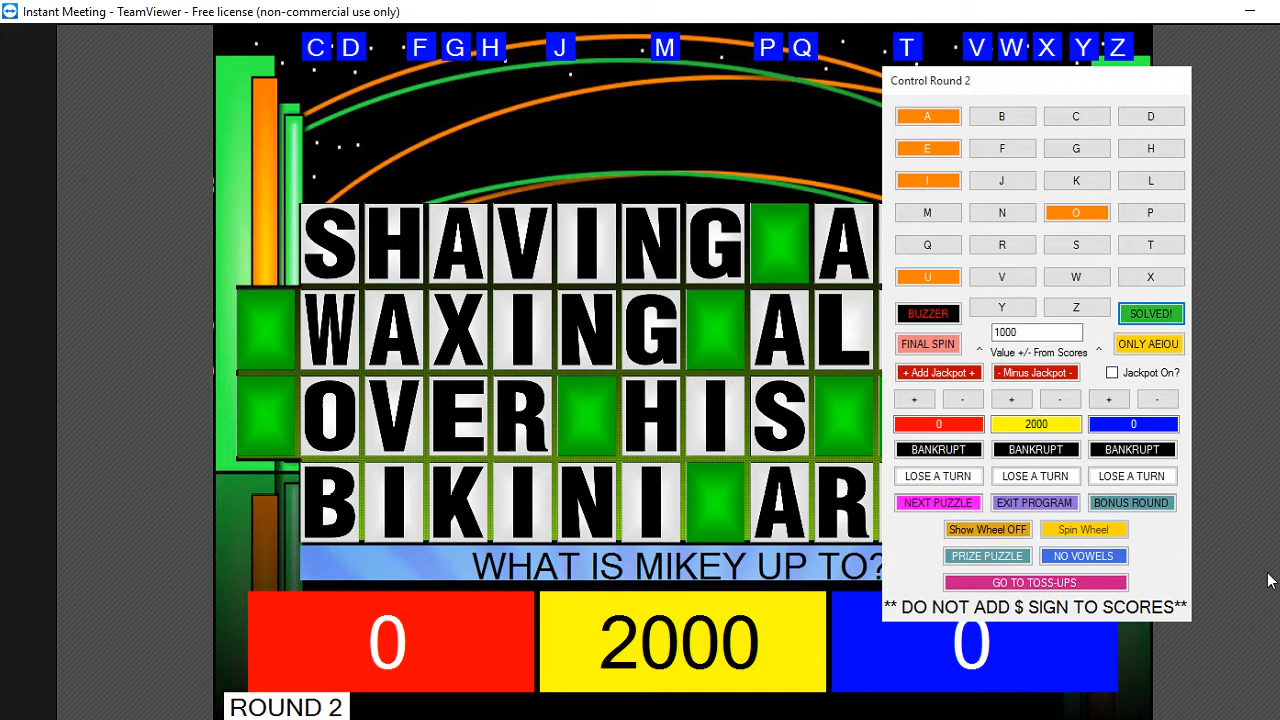 Instant Meeting - TeamViewer - Free license (non-commercial use only)
C D F G H J M P Q T V W X Y Z
Control Round 2
A B C D
E F G H
I J K L
M N O P
Q R S T
U V W X
BUZZER Y Z SOLVED!
1000
FINAL SPIN ^ Value +/- From Scores ^ ONLY AEIOU
+ Add Jackpot + - Minus Jackpot - Jackpot On?
+ - + - + -
0 2000 0
BANKRUPT BANKRUPT BANKRUPT
LOSE A TURN LOSE A TURN LOSE A TURN
NEXT PUZZLE EXIT PROGRAM BONUS ROUND
Show Wheel OFF Spin Wheel
PRIZE PUZZLE NO VOWELS
GO TO TOSS-UPS
** DO NOT ADD $ SIGN TO SCORES**
SHAVING A
WAXING AL
OVER HIS
BIKINI AR
WHAT IS MIKEY UP TO?
0 2000 0
ROUND 2